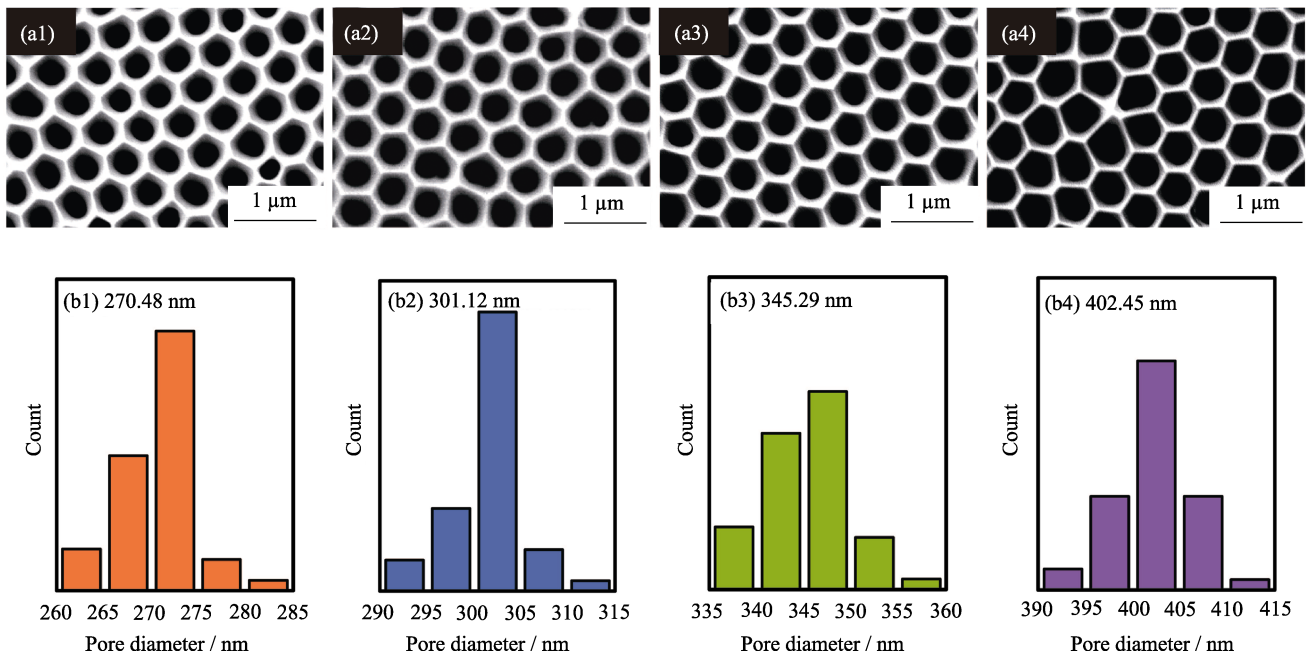 (a1)
(a2)
(a3)
(a4)
1 μm
1 μm
1 μm
1 μm
(b1) 270.48 nm
(b2) 301.12 nm
(b3) 345.29 nm
(b4) 402.45 nm
Count
Count
Count
Count
260 265 270 275 280 285
290 295 300 305 310 315
335 340 345 350 355 360
390 395 400 405 410 415
Pore diameter / nm
Pore diameter / nm
Pore diameter / nm
Pore diameter / nm